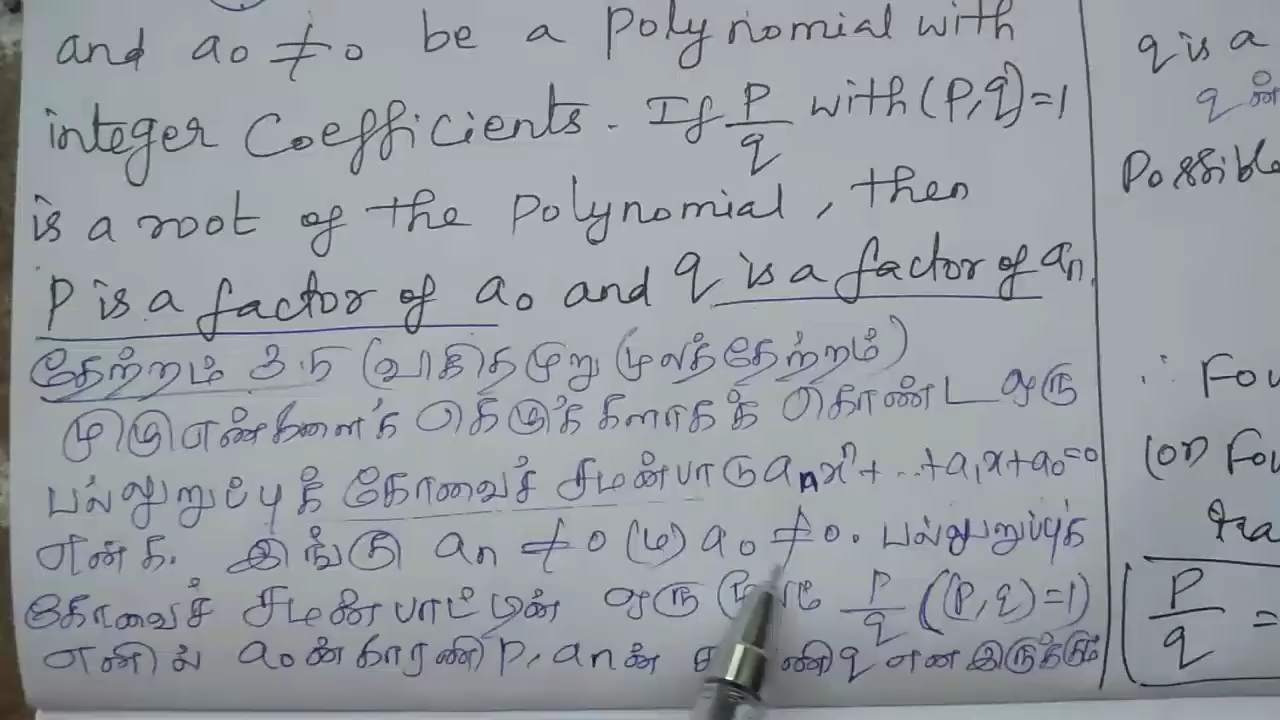 and a₀ ≠ 0 be a Polynomial with
integer Coefficients. If P/q with (P,q)=1
is a root of the Polynomial, then
P is a factor of a₀ and q is a factor of aₙ.
தேற்றம் 3.5 (விகிதமுறு மூலத்தேற்றம்)
முழு எண்களைக் கெழுக்களாகக் கொண்ட ஒரு
பல்லுறுப்புக் கோவைச் சமன்பாடு aₙxⁿ+...+a₁x+a₀=0
என்க. இங்கு aₙ ≠ 0 (ம) a₀ ≠ 0. பல்லுறுப்புக்
கோவைச் சமன்பாட்டின் ஒரு P/q ((P,q)=1)
எனில் a₀ன் காரணி P, aₙன் q என இருக்கும்
q is a
q ன்
Possible
∴ Fou
(or) Fou
P/q =